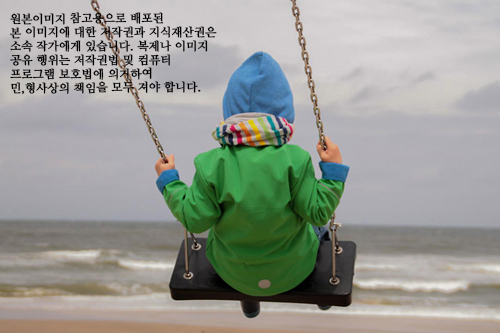 원본이미지 참고용으로 배포된
본 이미지에 대한 저작권과 지식재산권은
소속 작가에게 있습니다. 복제나 이미지
공유 행위는 저작권법 및 컴퓨터
프로그램 보호법에 의거하여
민,형사상의 책임을 모두 져야 합니다.